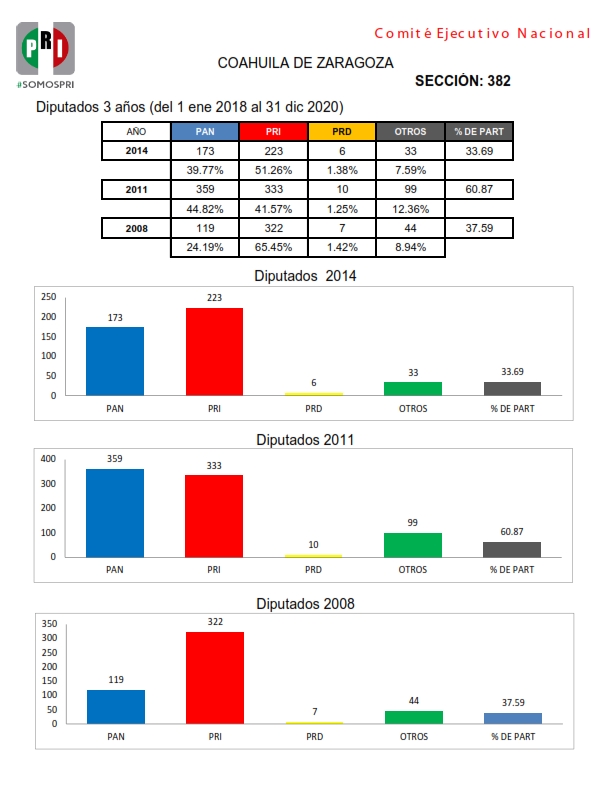 Comité Ejecutivo Nacional
PRI
#SOMOSPRI
COAHUILA DE ZARAGOZA
SECCIÓN: 382
Diputados 3 años (del 1 ene 2018 al 31 dic 2020)
AÑO PAN PRI PRD OTROS % DE PART
2014 173 223 6 33 33.69
39.77% 51.26% 1.38% 7.59%
2011 359 333 10 99 60.87
44.82% 41.57% 1.25% 12.36%
2008 119 322 7 44 37.59
24.19% 65.45% 1.42% 8.94%
Diputados 2014
250
200
150
100
50
0
173 223 6 33 33.69
PAN PRI PRD OTROS % DE PART
Diputados 2011
400
300
200
100
0
359 333 10 99 60.87
PAN PRI PRD OTROS % DE PART
Diputados 2008
350
300
250
200
150
100
50
0
119 322 7 44 37.59
PAN PRI PRD OTROS % DE PART